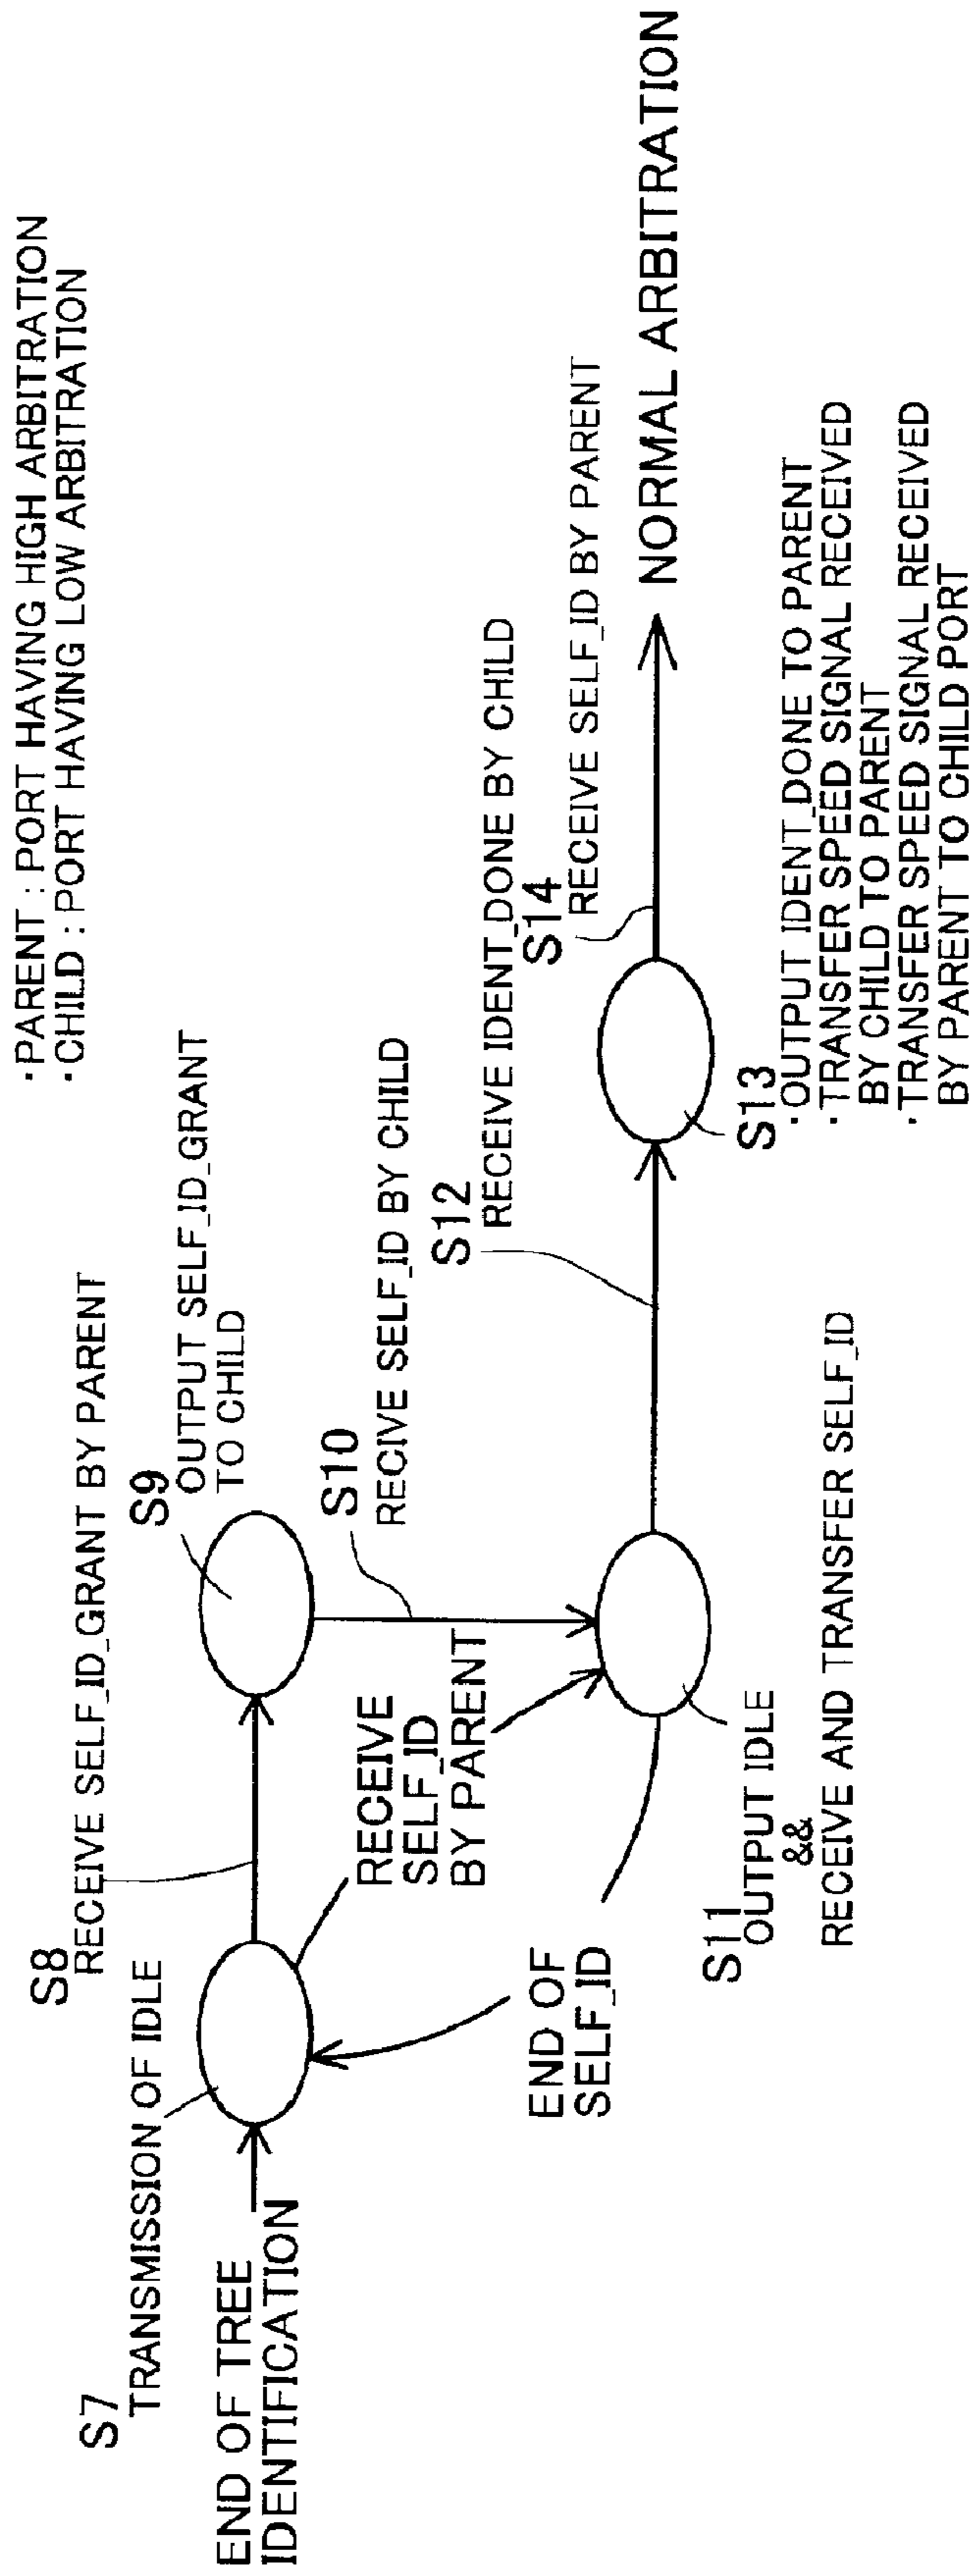 ·PARENT : PORT HAVING HIGH ARBITRATION
·CHILD : PORT HAVING LOW ARBITRATION
S7
TRANSMISSION OF IDLE
END OF TREE
IDENTIFICATION
S8
RECEIVE SELF_ID_GRANT BY PARENT
S9
OUTPUT SELF_ID_GRANT
TO CHILD
S10
RECIVE SELF_ID BY CHILD
RECEIVE
SELF_ID
BY PARENT
END OF
SELF_ID
S11
OUTPUT IDLE
&&
RECEIVE AND TRANSFER SELF_ID
S12
RECEIVE IDENT_DONE BY CHILD
S14
RECEIVE SELF_ID BY PARENT
NORMAL ARBITRATION
S13
·OUTPUT IDENT_DONE TO PARENT
·TRANSFER SPEED SIGNAL RECEIVED
BY CHILD TO PARENT
·TRANSFER SPEED SIGNAL RECEIVED
BY PARENT TO CHILD PORT